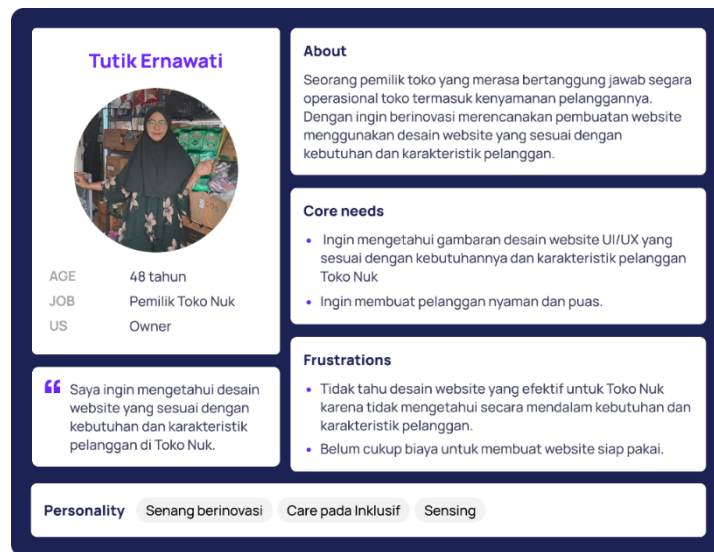 Tutik Ernawati
AGE 48 tahun
JOB Pemilik Toko Nuk
US Owner
Saya ingin mengetahui desain
website yang sesuai dengan
kebutuhan dan karakteristik
pelanggan di Toko Nuk.
About
Seorang pemilik toko yang merasa bertanggung jawab segara
operasional toko termasuk kenyamanan pelanggannya.
Dengan ingin berinovasi merencanakan pembuatan website
menggunakan desain website yang sesuai dengan
kebutuhan dan karakteristik pelanggan.
Core needs
• Ingin mengetahui gambaran desain website UI/UX yang
sesuai dengan kebutuhannya dan karakteristik pelanggan
Toko Nuk
• Ingin membuat pelanggan nyaman dan puas.
Frustrations
• Tidak tahu desain website yang efektif untuk Toko Nuk
karena tidak mengetahui secara mendalam kebutuhan dan
karakteristik pelanggan.
• Belum cukup biaya untuk membuat website siap pakai.
Personality Senang berinovasi Care pada Inklusif Sensing